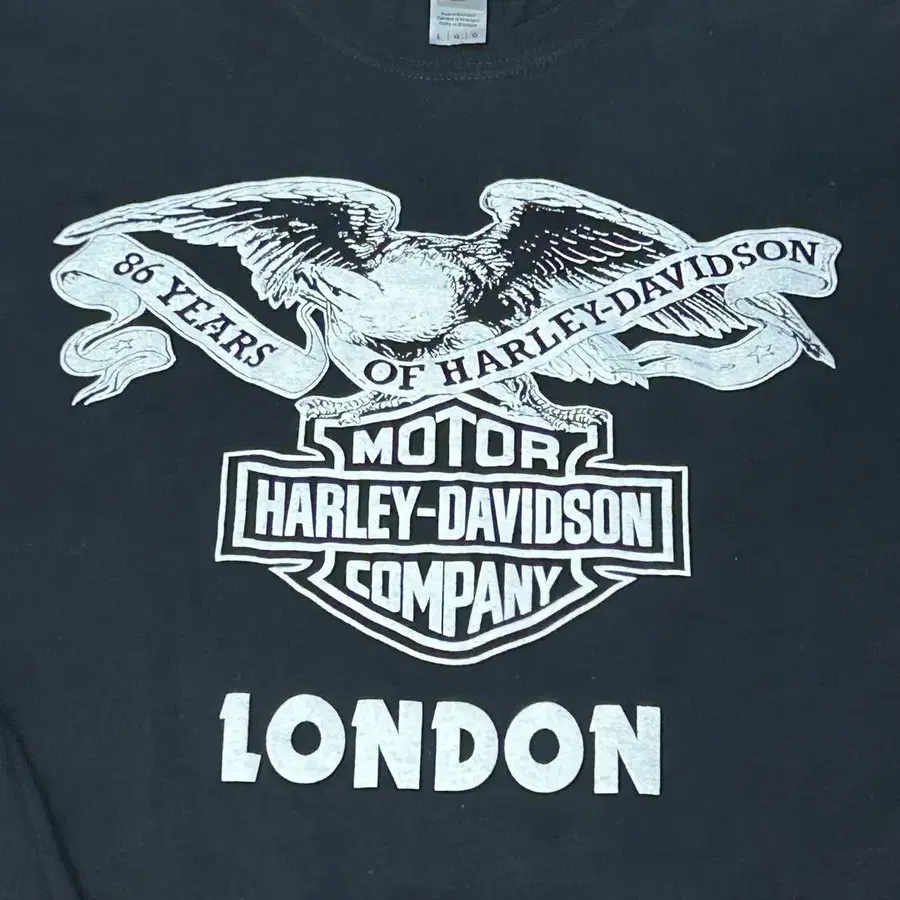 L | G | G
86 YEARS
OF HARLEY-DAVIDSON
MOTOR
HARLEY-DAVIDSON
COMPANY
LONDON